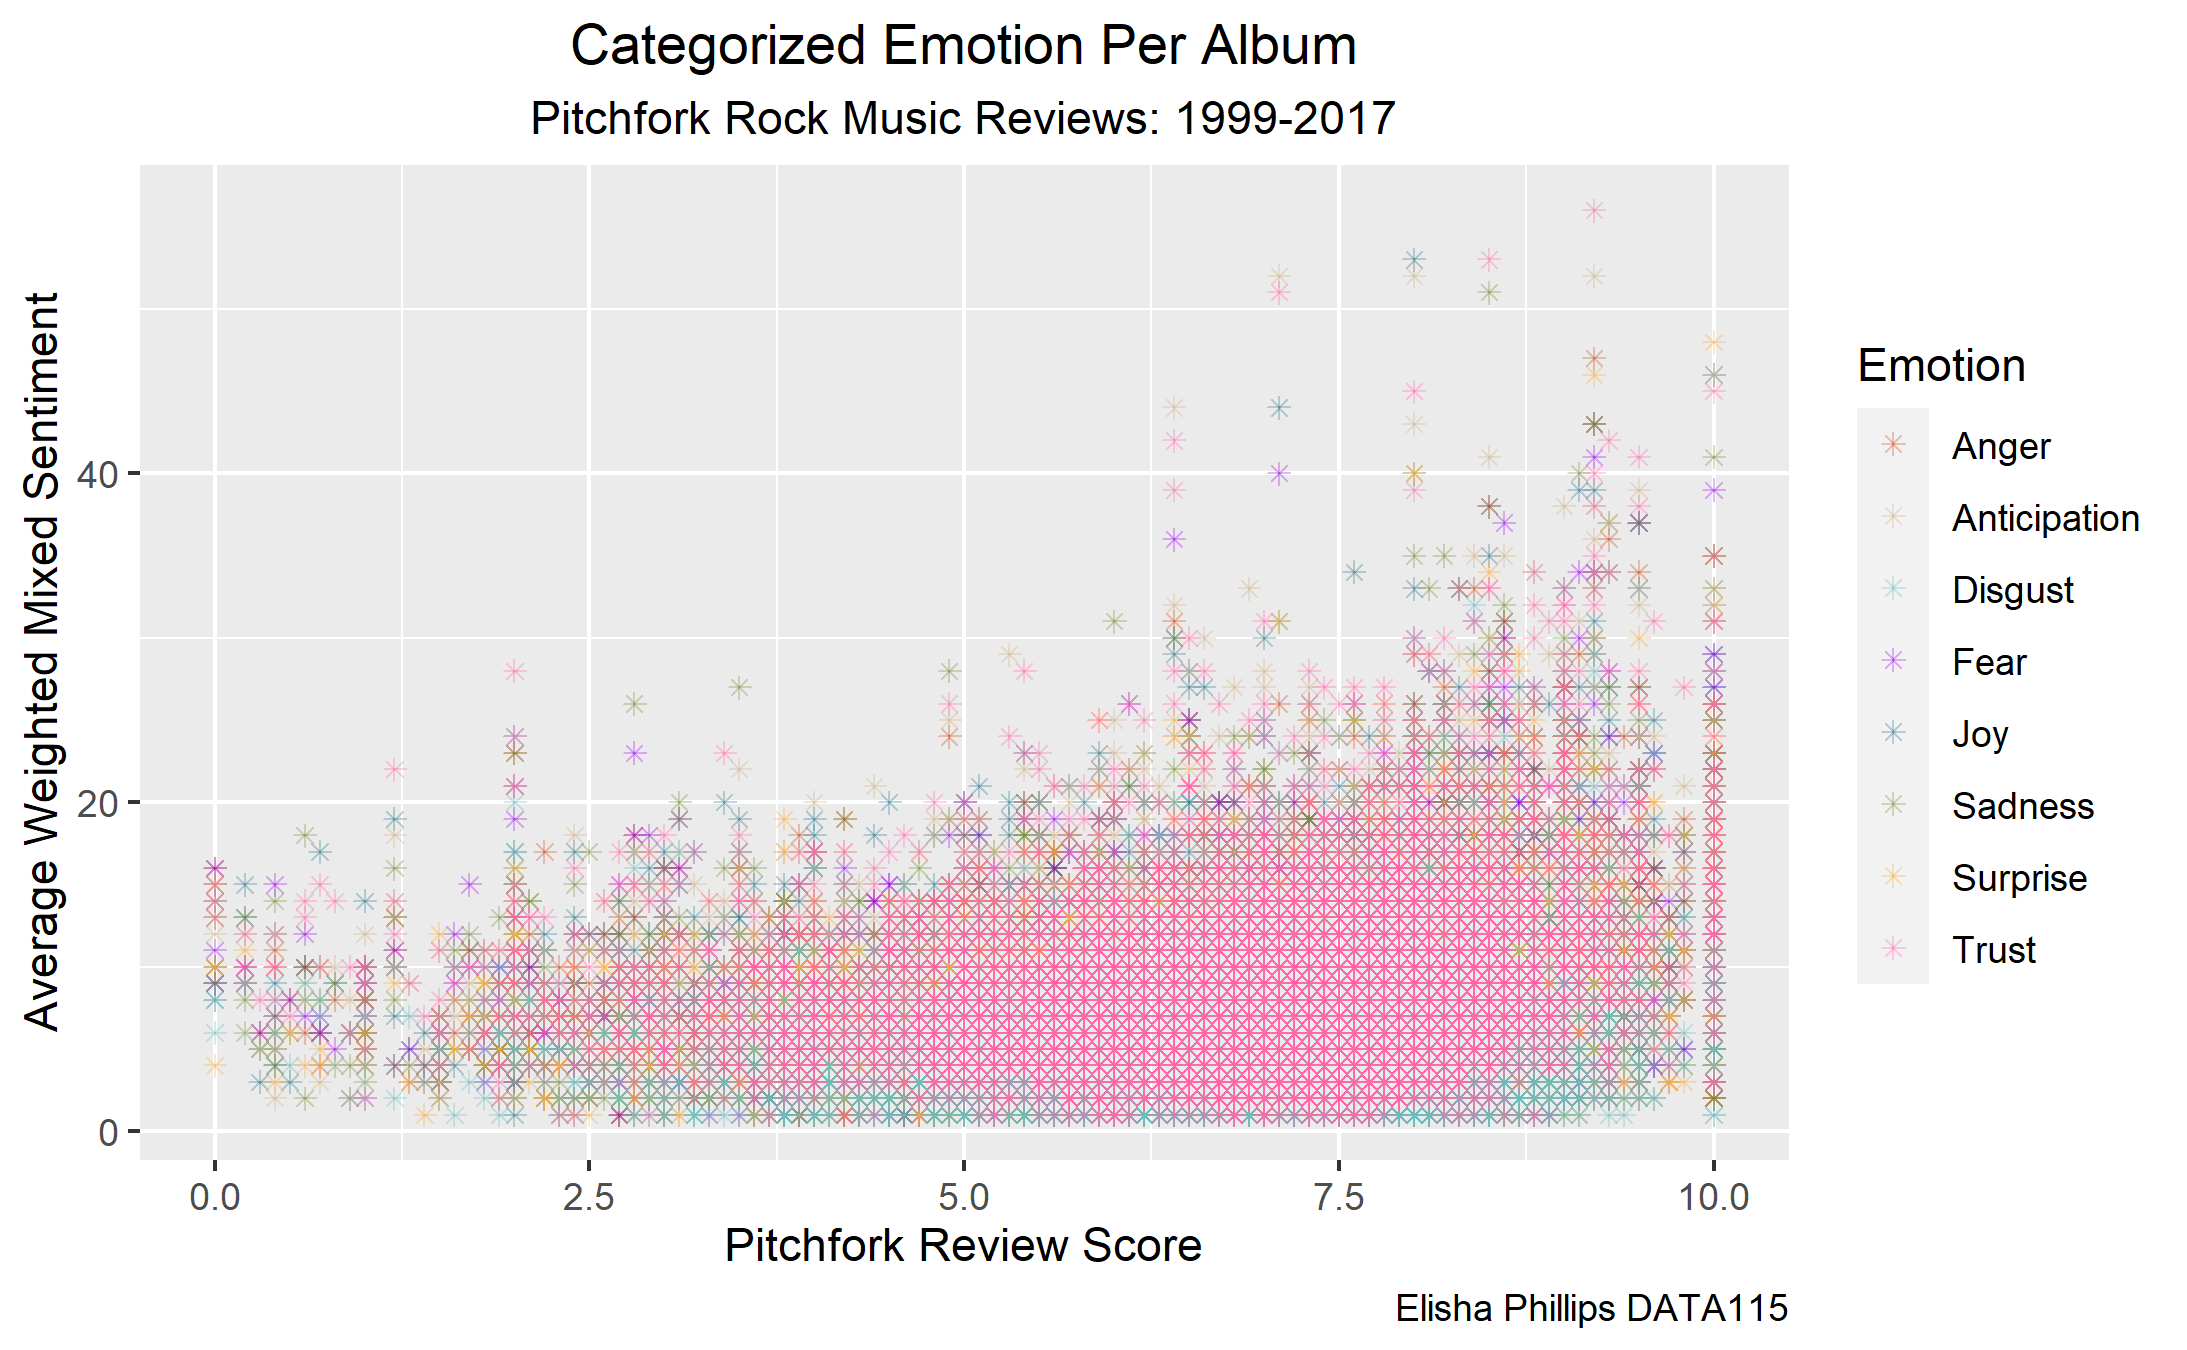 Categorized Emotion Per Album
Pitchfork Rock Music Reviews: 1999-2017
Average Weighted Mixed Sentiment
40
20
0
0.0
2.5
5.0
7.5
10.0
Pitchfork Review Score
Emotion
Anger
Anticipation
Disgust
Fear
Joy
Sadness
Surprise
Trust
Elisha Phillips DATA115